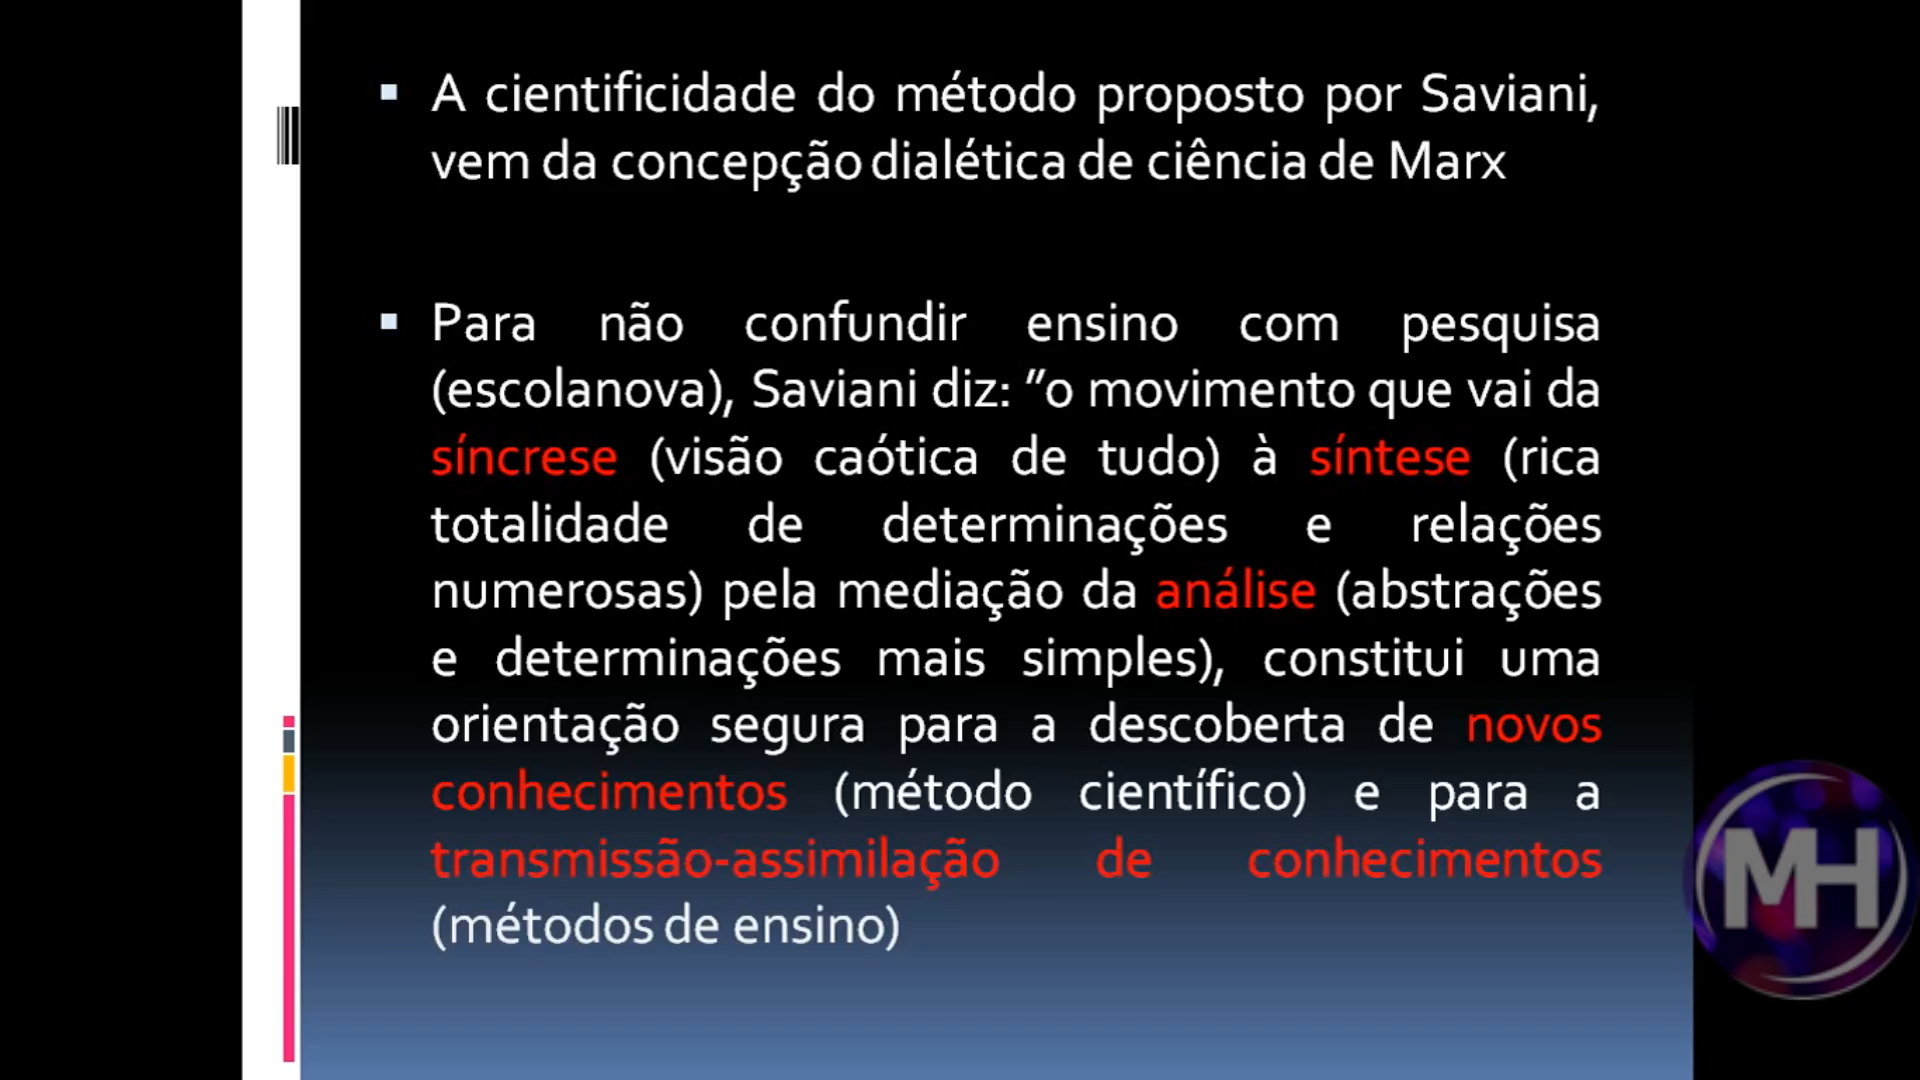 A cientificidade do método proposto por Saviani,
vem da concepção dialética de ciência de Marx
Para não confundir ensino com pesquisa
(escolanova), Saviani diz: ”o movimento que vai da
síncrese (visão caótica de tudo) à síntese (rica
totalidade de determinações e relações
numerosas) pela mediação da análise (abstrações
e determinações mais simples), constitui uma
orientação segura para a descoberta de novos
conhecimentos (método científico) e para a
transmissão-assimilação de conhecimentos
(métodos de ensino)
MH